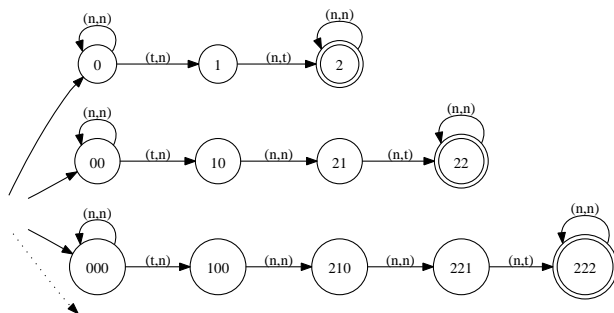 (n,n) (n,n)
0 (t,n) 1 (n,t) 2
(n,n) (n,n)
00 (t,n) 10 (n,n) 21 (n,t) 22
(n,n) (n,n)
000 (t,n) 100 (n,n) 210 (n,n) 221 (n,t) 222